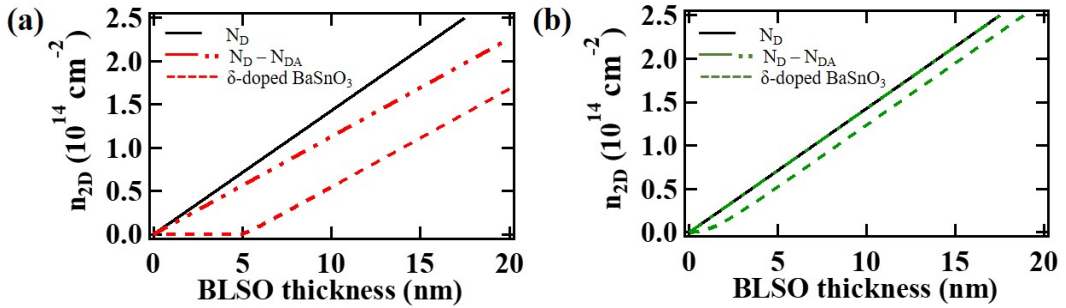 (a)
n2D (10^14 cm^-2)
2.5
2.0
1.5
1.0
0.5
0.0
N_D
N_D – N_DA
δ-doped BaSnO3
0 5 10 15 20
BLSO thickness (nm)
(b)
n2D (10^14 cm^-2)
2.5
2.0
1.5
1.0
0.5
0.0
N_D
N_D – N_DA
δ-doped BaSnO3
0 5 10 15 20
BLSO thickness (nm)